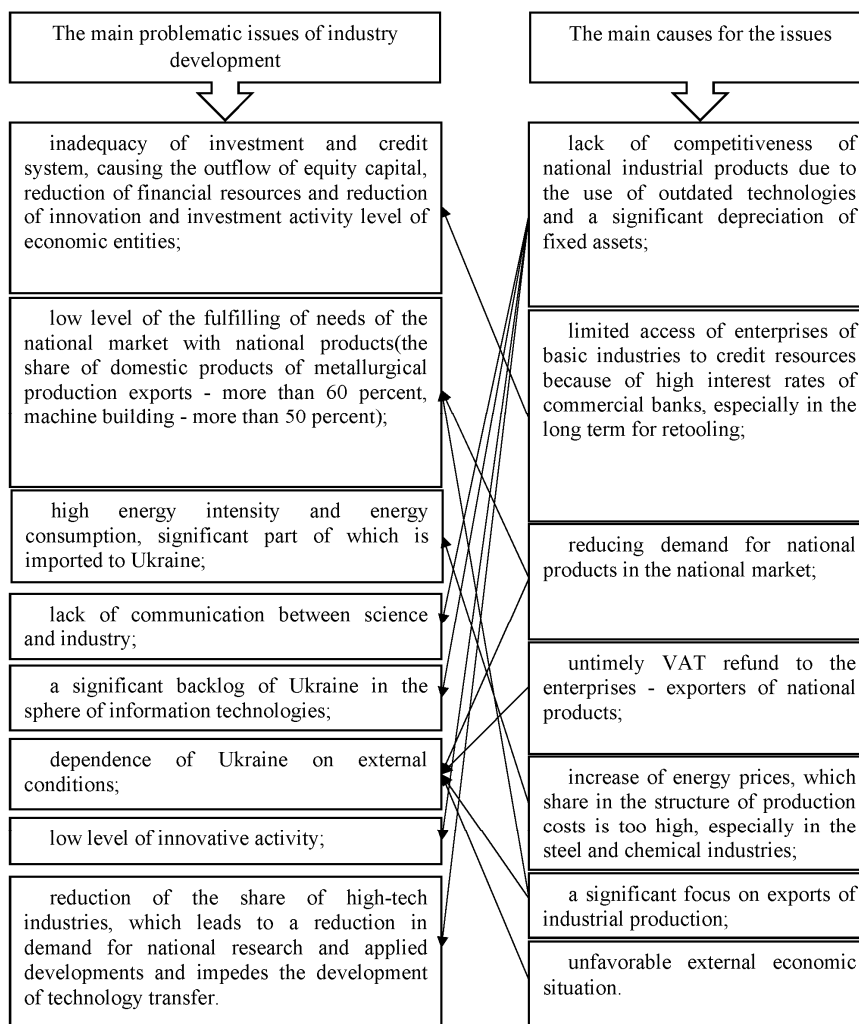 The main problematic issues of industry
development
inadequacy of investment and credit
system, causing the outflow of equity capital,
reduction of financial resources and reduction
of innovation and investment activity level of
economic entities;
low level of the fulfilling of needs of the
national market with national products(the
share of domestic products of metallurgical
production exports - more than 60 percent,
machine building - more than 50 percent);
high energy intensity and energy
consumption, significant part of which is
imported to Ukraine;
lack of communication between science
and industry;
a significant backlog of Ukraine in the
sphere of information technologies;
dependence of Ukraine on external
conditions;
low level of innovative activity;
reduction of the share of high-tech
industries, which leads to a reduction in
demand for national research and applied
developments and impedes the development
of technology transfer.
The main causes for the issues
lack of competitiveness of
national industrial products due to
the use of outdated technologies
and a significant depreciation of
fixed assets;
limited access of enterprises of
basic industries to credit resources
because of high interest rates of
commercial banks, especially in the
long term for retooling;
reducing demand for national
products in the national market;
untimely VAT refund to the
enterprises - exporters of national
products;
increase of energy prices, which
share in the structure of production
costs is too high, especially in the
steel and chemical industries;
a significant focus on exports of
industrial production;
unfavorable external economic
situation.